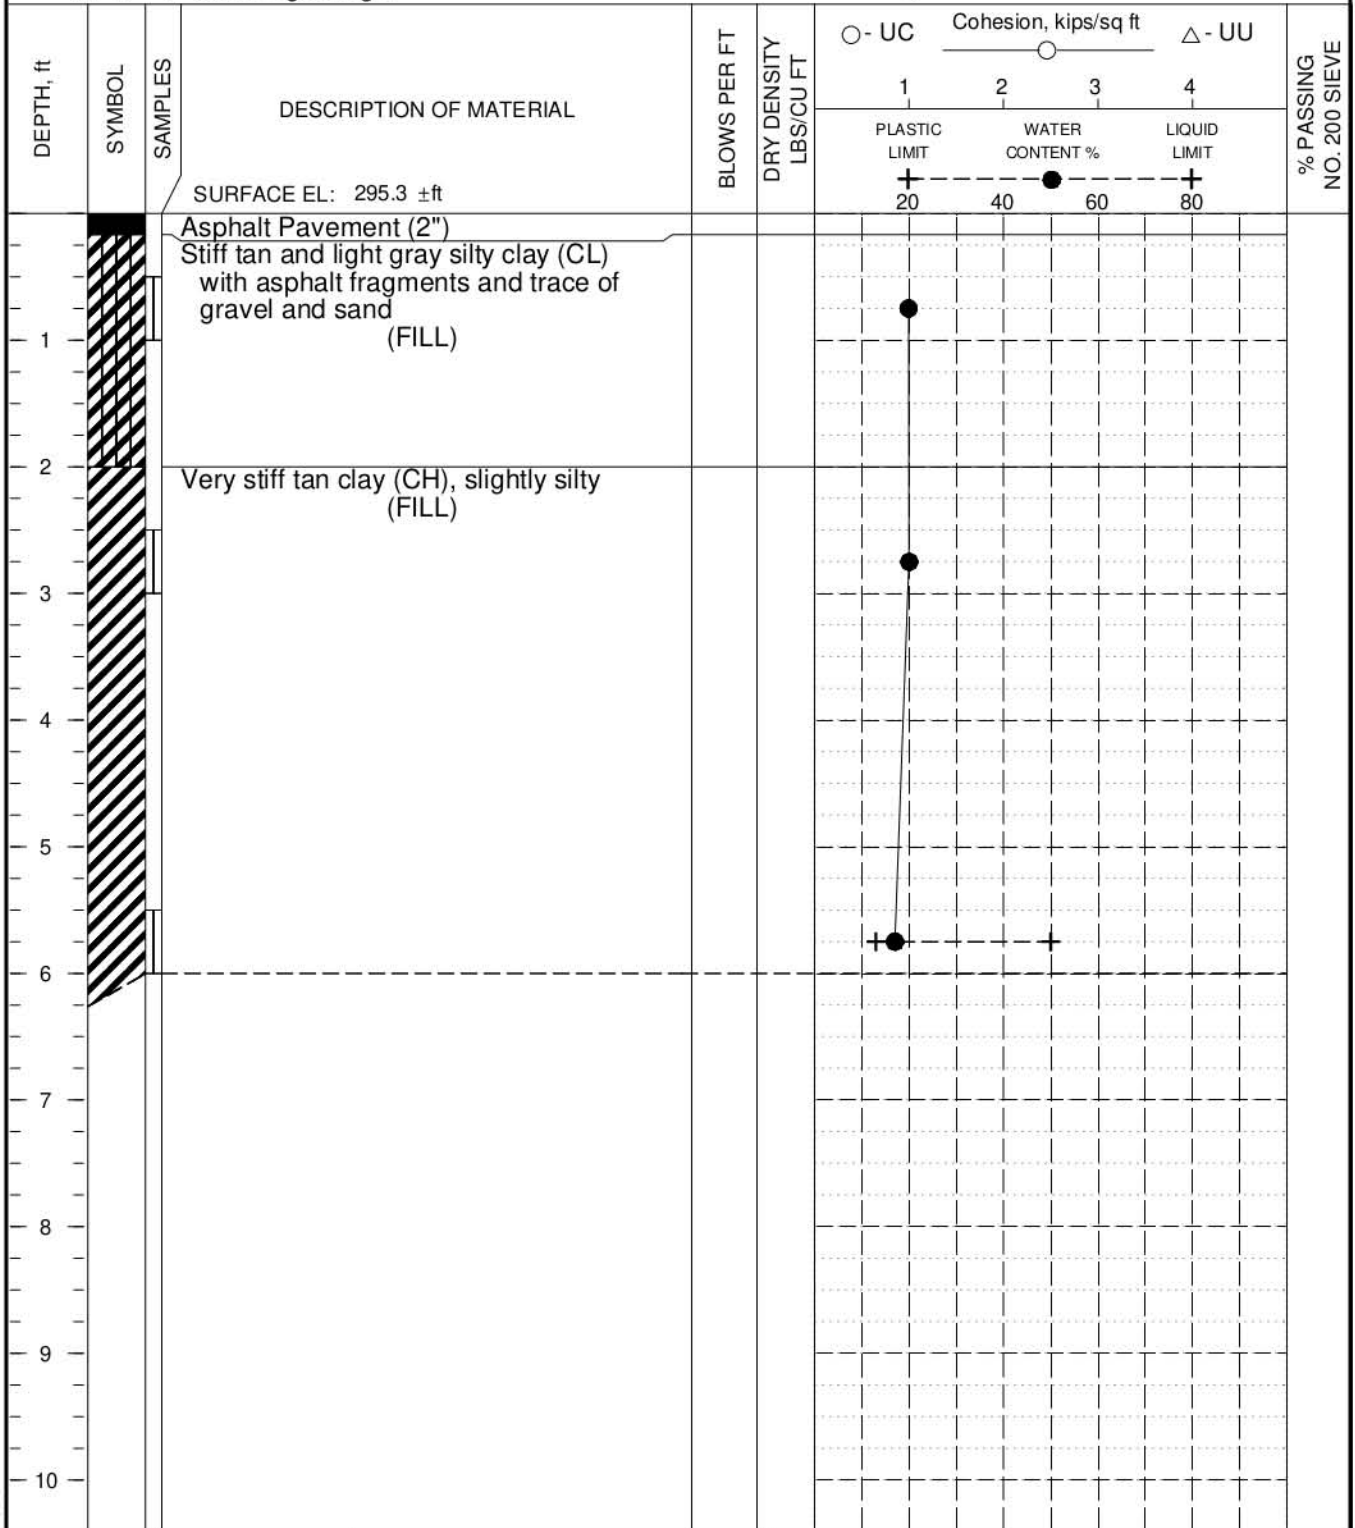 DEPTH, ft
SYMBOL
SAMPLES
DESCRIPTION OF MATERIAL
SURFACE EL: 295.3 ±ft
BLOWS PER FT
DRY DENSITY
LBS/CU FT
○- UC Cohesion, kips/sq ft △- UU
1 2 3 4
PLASTIC WATER LIQUID
LIMIT CONTENT % LIMIT
20 40 60 80
% PASSING
NO. 200 SIEVE
Asphalt Pavement (2")
Stiff tan and light gray silty clay (CL)
with asphalt fragments and trace of
gravel and sand
(FILL)
1
2
Very stiff tan clay (CH), slightly silty
(FILL)
3
4
5
6
7
8
9
10